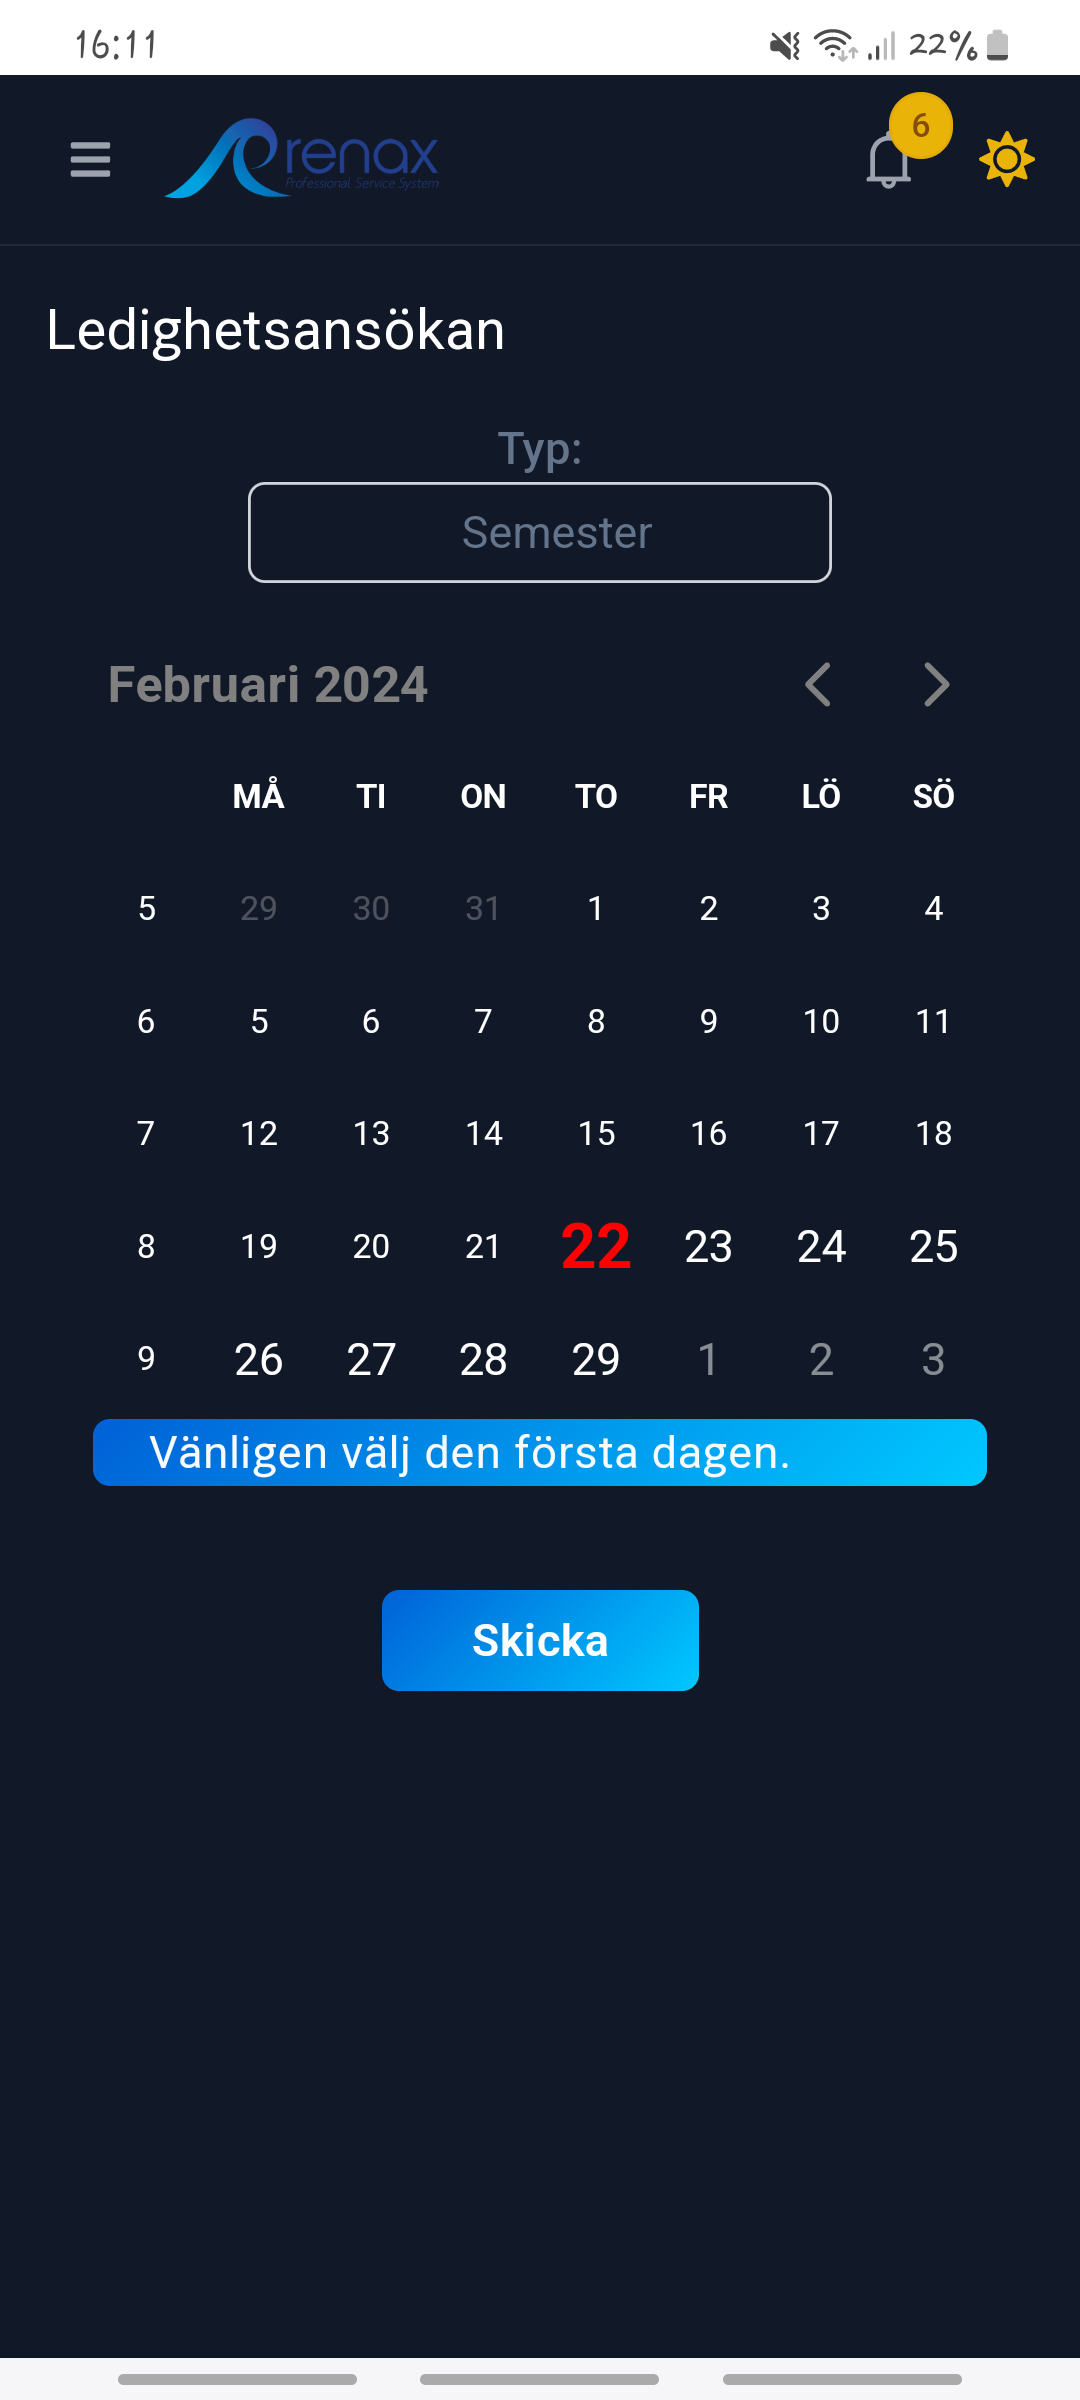 16:11 22%
6
renax
Professional Service System
Ledighetsansökan
Typ:
Semester
Februari 2024
MÅ TI ON TO FR LÖ SÖ
5 29 30 31 1 2 3 4
6 5 6 7 8 9 10 11
7 12 13 14 15 16 17 18
8 19 20 21 22 23 24 25
9 26 27 28 29 1 2 3
Vänligen välj den första dagen.
Skicka